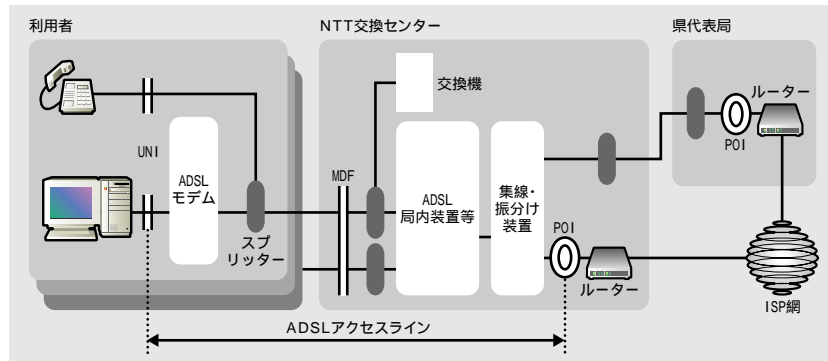 利用者
NTT交換センター
県代表局
交換機
ルーター
POI
UNI
ADSL
モデム
MDF
ADSL
局内装置等
集線・
振分け
装置
スプ
リッター
POI
ルーター
ISP網
ADSLアクセスライン